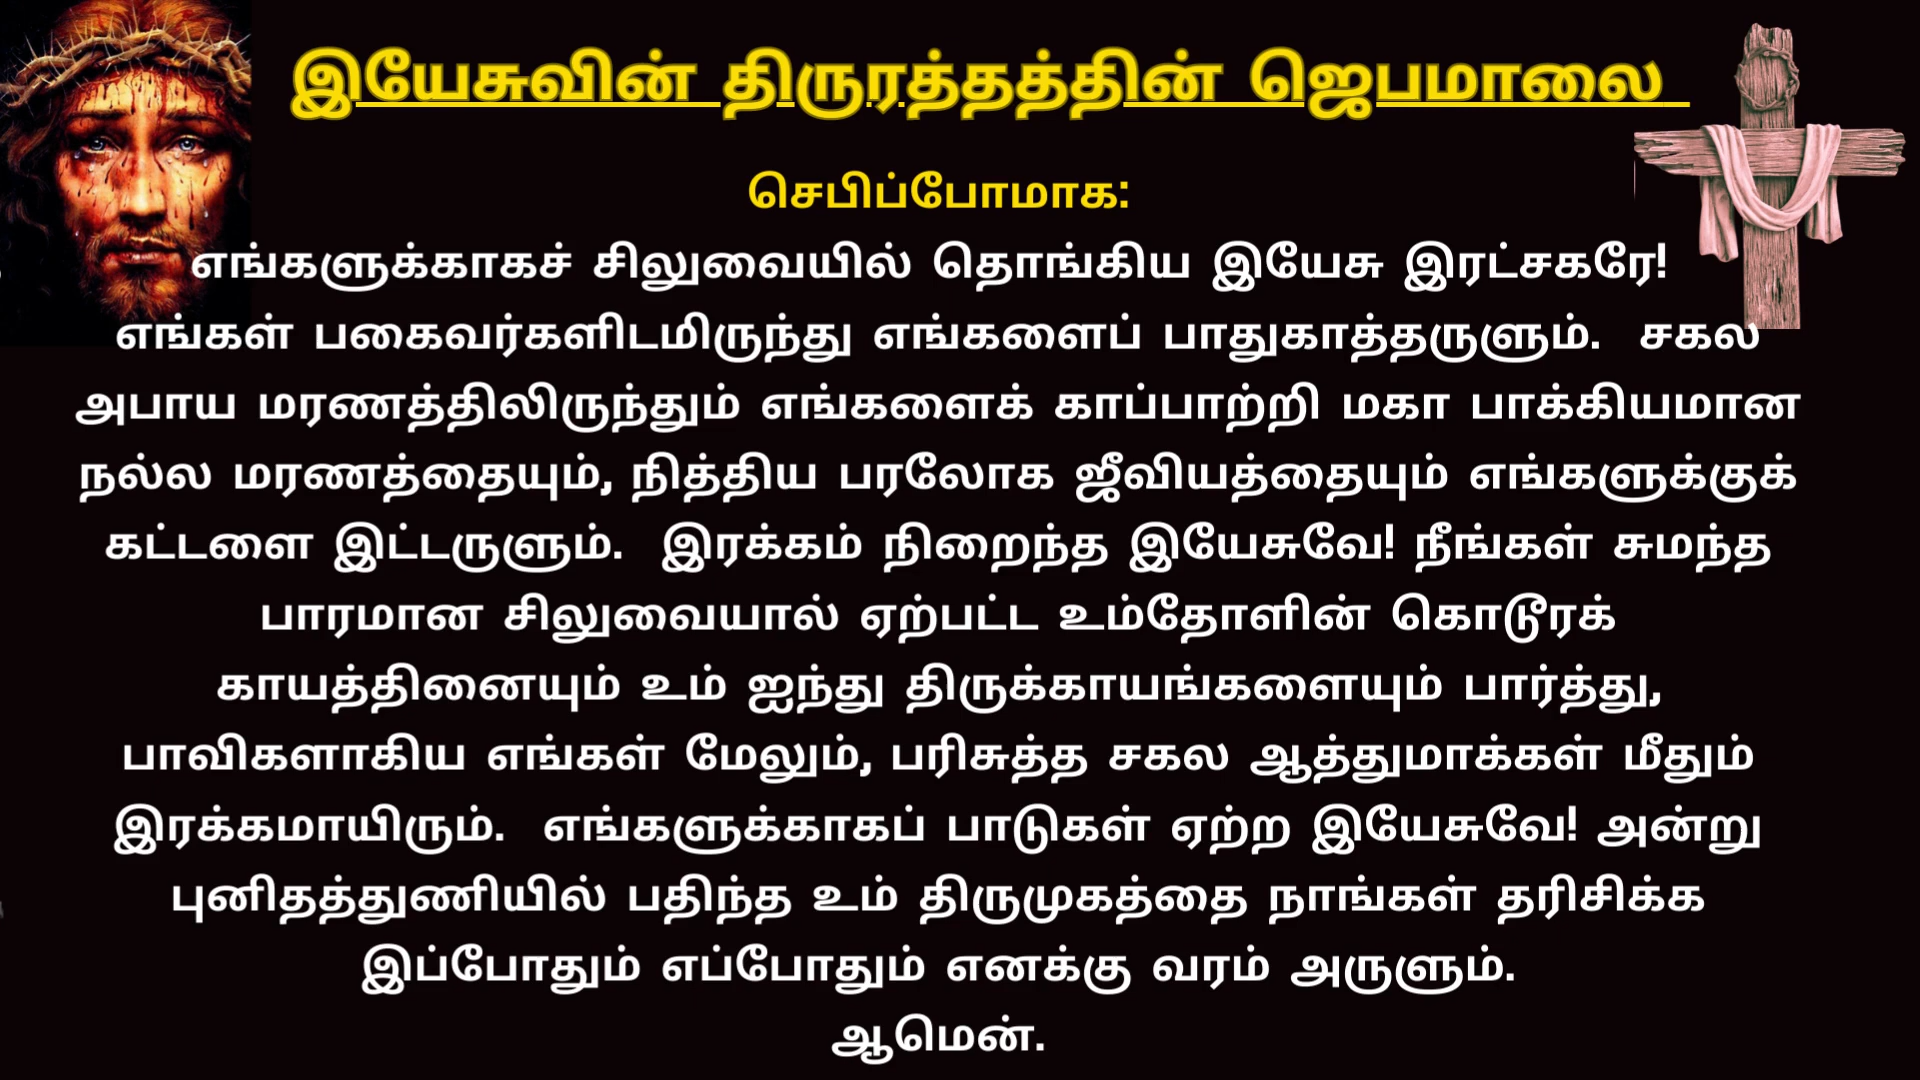 இயேசுவின் திருரத்தத்தின் ஜெபமாலை
செபிப்போமாக:
எங்களுக்காகச் சிலுவையில் தொங்கிய இயேசு இரட்சகரே!
எங்கள் பகைவர்களிடமிருந்து எங்களைப் பாதுகாத்தருளும். சகல
அபாய மரணத்திலிருந்தும் எங்களைக் காப்பாற்றி மகா பாக்கியமான
நல்ல மரணத்தையும், நித்திய பரலோக ஜீவியத்தையும் எங்களுக்குக்
கட்டளை இட்டருளும். இரக்கம் நிறைந்த இயேசுவே! நீங்கள் சுமந்த
பாரமான சிலுவையால் ஏற்பட்ட உம்தோளின் கொடூரக்
காயத்தினையும் உம் ஐந்து திருக்காயங்களையும் பார்த்து,
பாவிகளாகிய எங்கள் மேலும், பரிசுத்த சகல ஆத்துமாக்கள் மீதும்
இரக்கமாயிரும். எங்களுக்காகப் பாடுகள் ஏற்ற இயேசுவே! அன்று
புனிதத்துணியில் பதிந்த உம் திருமுகத்தை நாங்கள் தரிசிக்க
இப்போதும் எப்போதும் எனக்கு வரம் அருளும்.
ஆமென்.